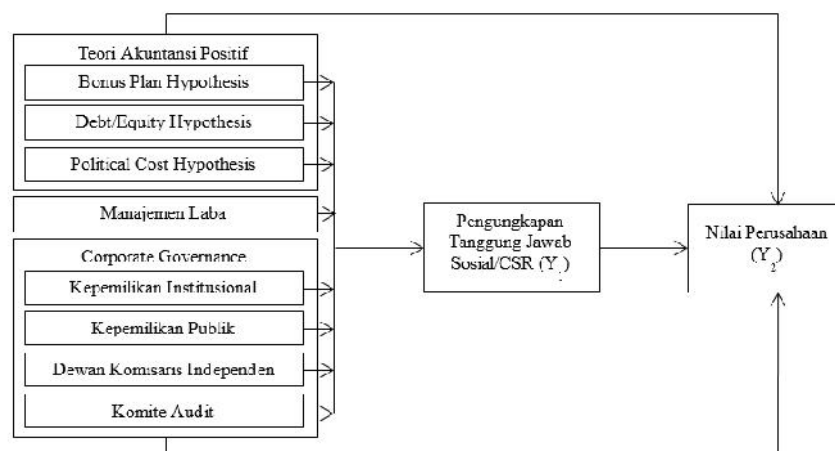 Teori Akuntansi Positif
Bonus Plan Hypothesis
Debt/Equity Hypothesis
Political Cost Hypothesis
Manajemen Laba
Corporate Governance
Kepemilikan Institusional
Kepemilikan Publik
Dewan Komisaris Independen
Komite Audit
Pengungkapan
Tanggung Jawab
Sosial/CSR (Y₁)
Nilai Perusahaan
(Y₂)